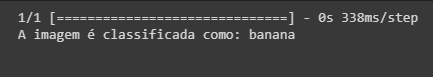 1/1 [==============================] - 0s 338ms/step
A imagem é classificada como: banana